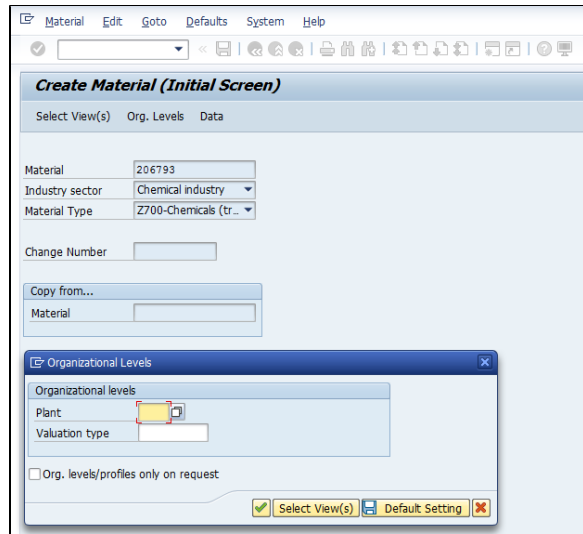 Material Edit Goto Defaults System Help
Create Material (Initial Screen)
Select View(s) Org. Levels Data
Material 206793
Industry sector Chemical industry
Material Type Z700-Chemicals (tr...
Change Number
Copy from...
Material
Organizational Levels
Organizational levels
Plant
Valuation type
Org. levels/profiles only on request
Select View(s) Default Setting